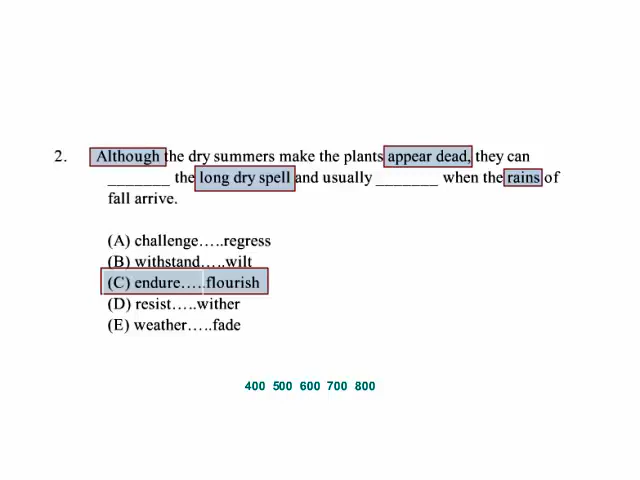 2. Although the dry summers make the plants appear dead, they can
_______ the long dry spell and usually _______ when the rains of
fall arrive.
(A) challenge…..regress
(B) withstand…..wilt
(C) endure…..flourish
(D) resist…..wither
(E) weather…..fade
400 500 600 700 800